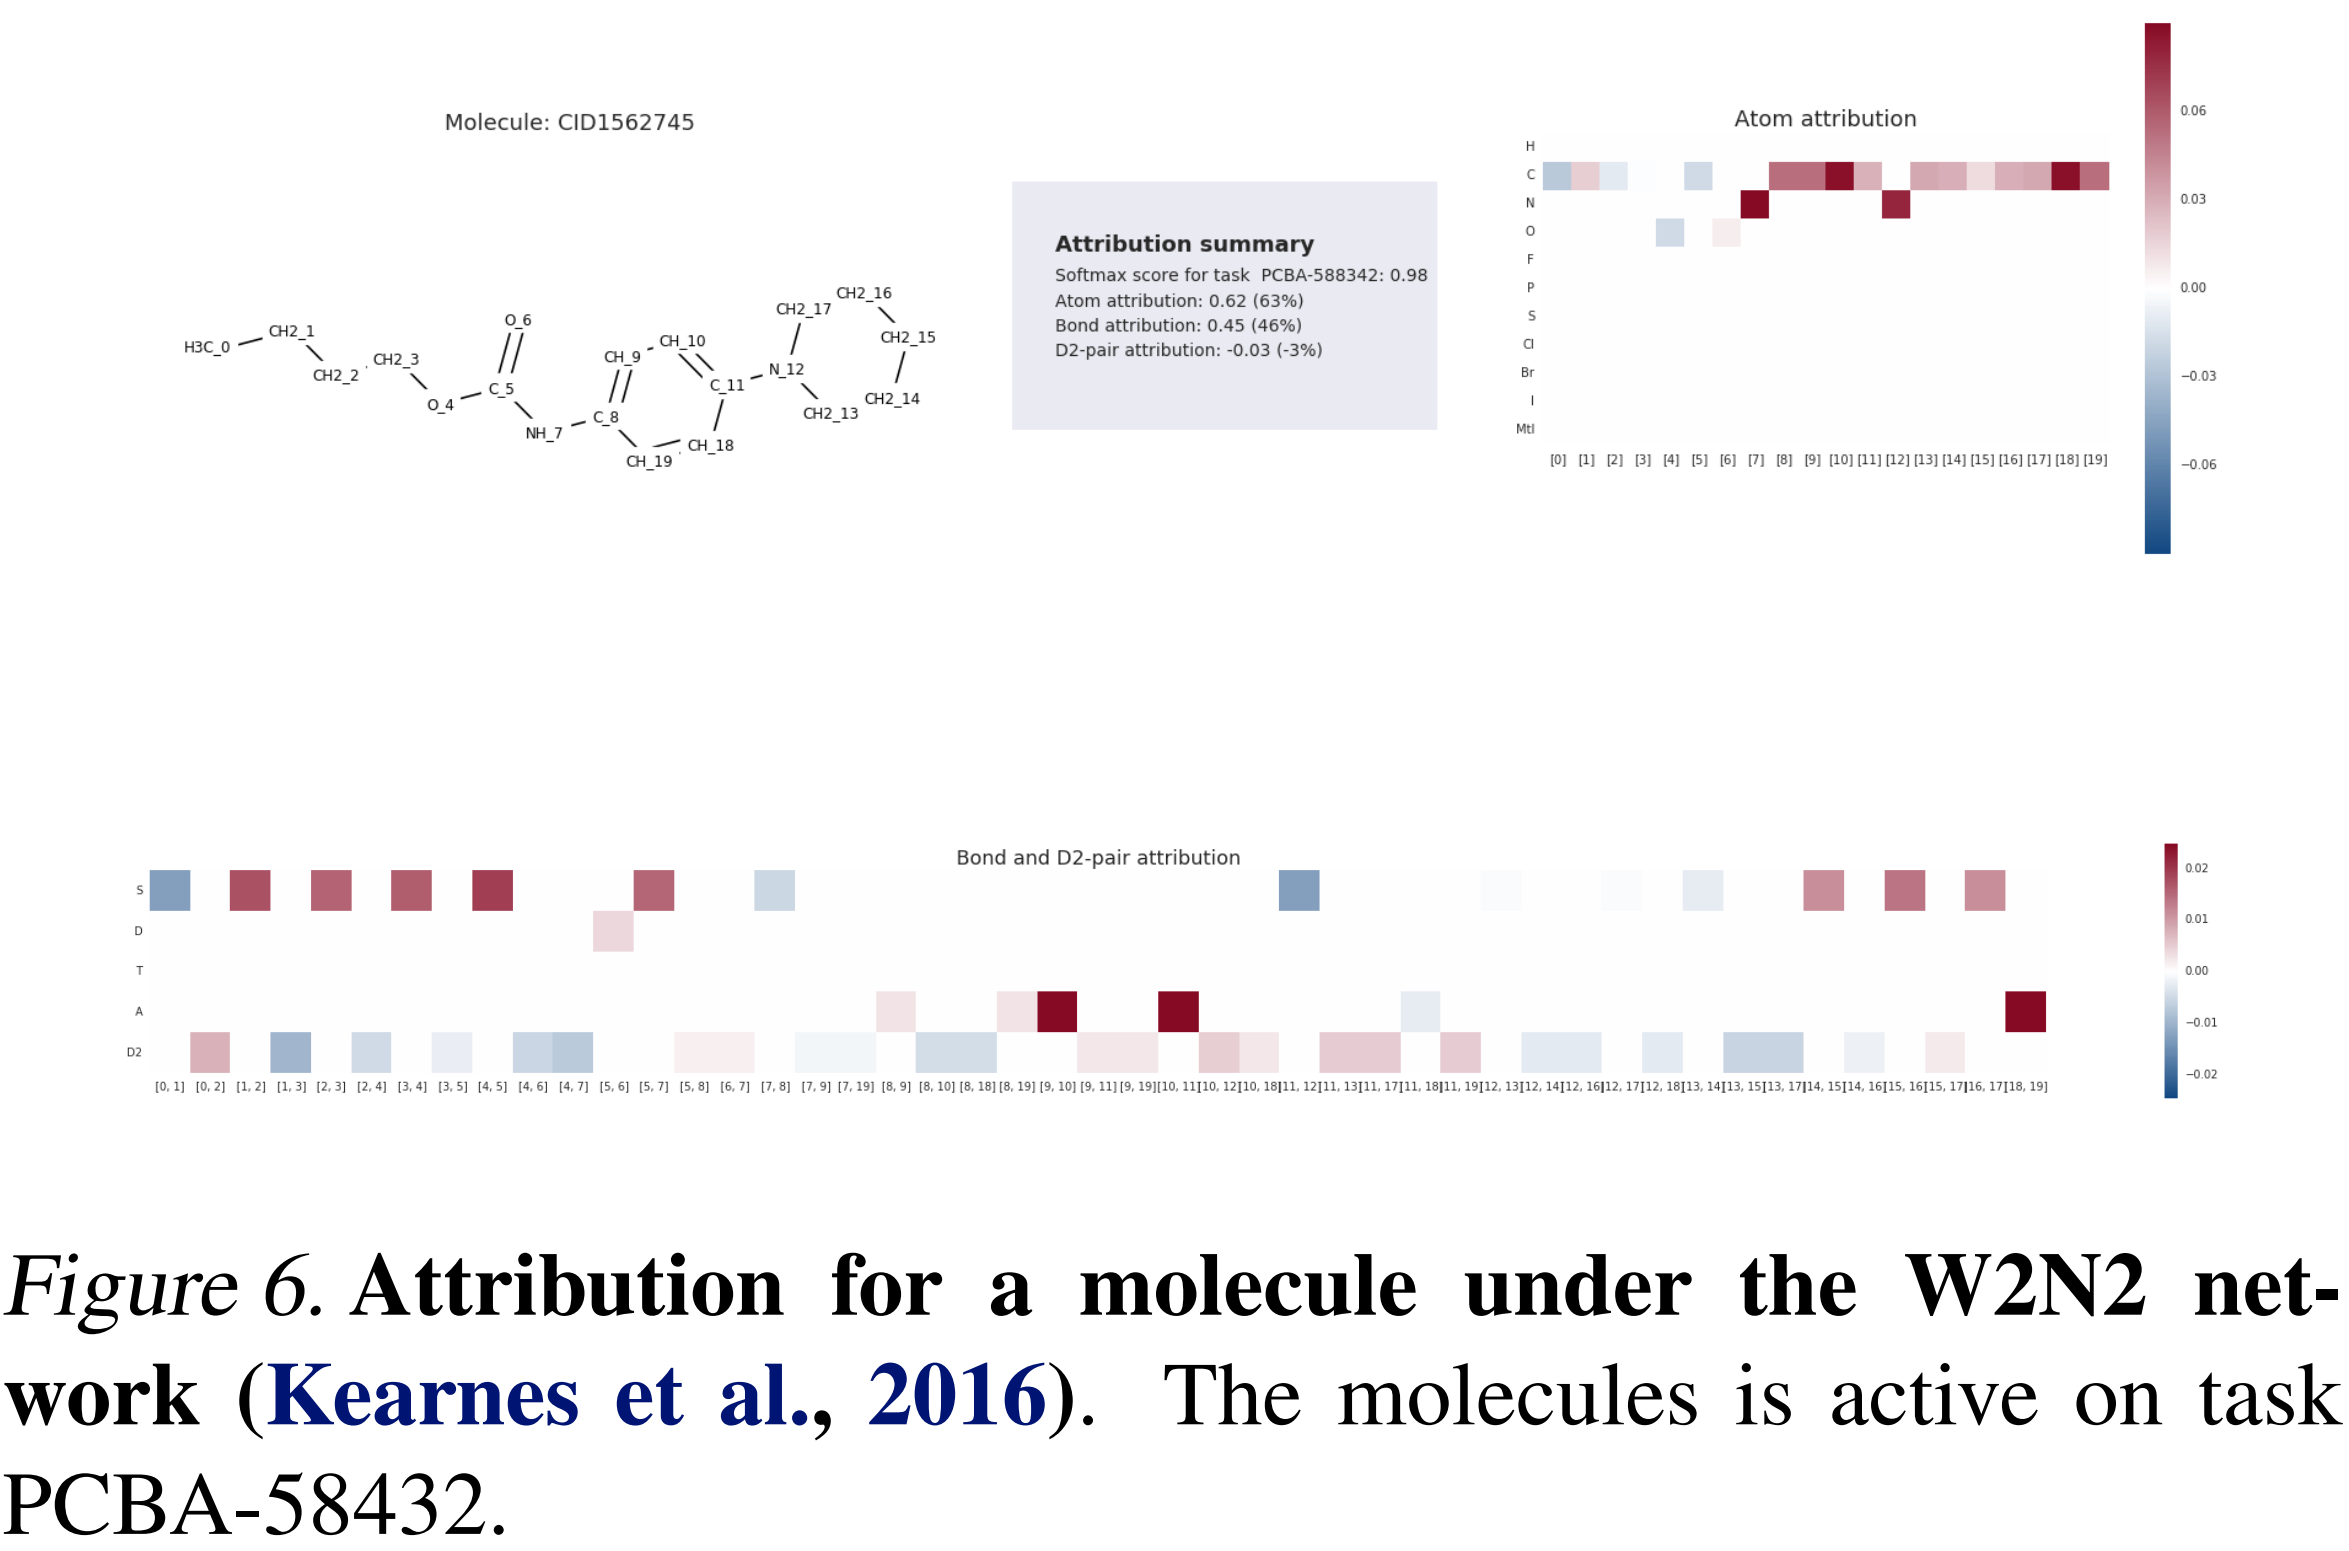 Molecule: CID1562745
H3C_0
CH2_1
CH2_2
CH2_3
O_4
C_5
O_6
NH_7
C_8
CH_9
CH_10
C_11
N_12
CH2_13
CH2_14
CH2_15
CH2_16
CH2_17
CH_18
CH_19
Attribution summary
Softmax score for task PCBA-588342: 0.98
Atom attribution: 0.62 (63%)
Bond attribution: 0.45 (46%)
D2-pair attribution: -0.03 (-3%)
Atom attribution
H
C
N
O
F
P
S
Cl
Br
I
Mtl
[0] [1] [2] [3] [4] [5] [6] [7] [8] [9] [10] [11] [12] [13] [14] [15] [16] [17] [18] [19]
0.06
0.03
0.00
−0.03
−0.06
Bond and D2-pair attribution
S
D
T
A
D2
[0, 1] [0, 2] [1, 2] [1, 3] [2, 3] [2, 4] [3, 4] [3, 5] [4, 5] [4, 6] [4, 7] [5, 6] [5, 7] [5, 8] [6, 7] [7, 8] [7, 9] [7, 19] [8, 9] [8, 10] [8, 18] [8, 19] [9, 10] [9, 11] [9, 19] [10, 11] [10, 12] [10, 18] [11, 12] [11, 13] [11, 17] [11, 18] [11, 19] [12, 13] [12, 14] [12, 16] [12, 17] [12, 18] [13, 14] [13, 15] [13, 17] [14, 15] [14, 16] [15, 16] [15, 17] [16, 17] [18, 19]
0.02
0.01
0.00
−0.01
−0.02
Figure 6. Attribution for a molecule under the W2N2 net-
work (Kearnes et al., 2016). The molecules is active on task
PCBA-58432.